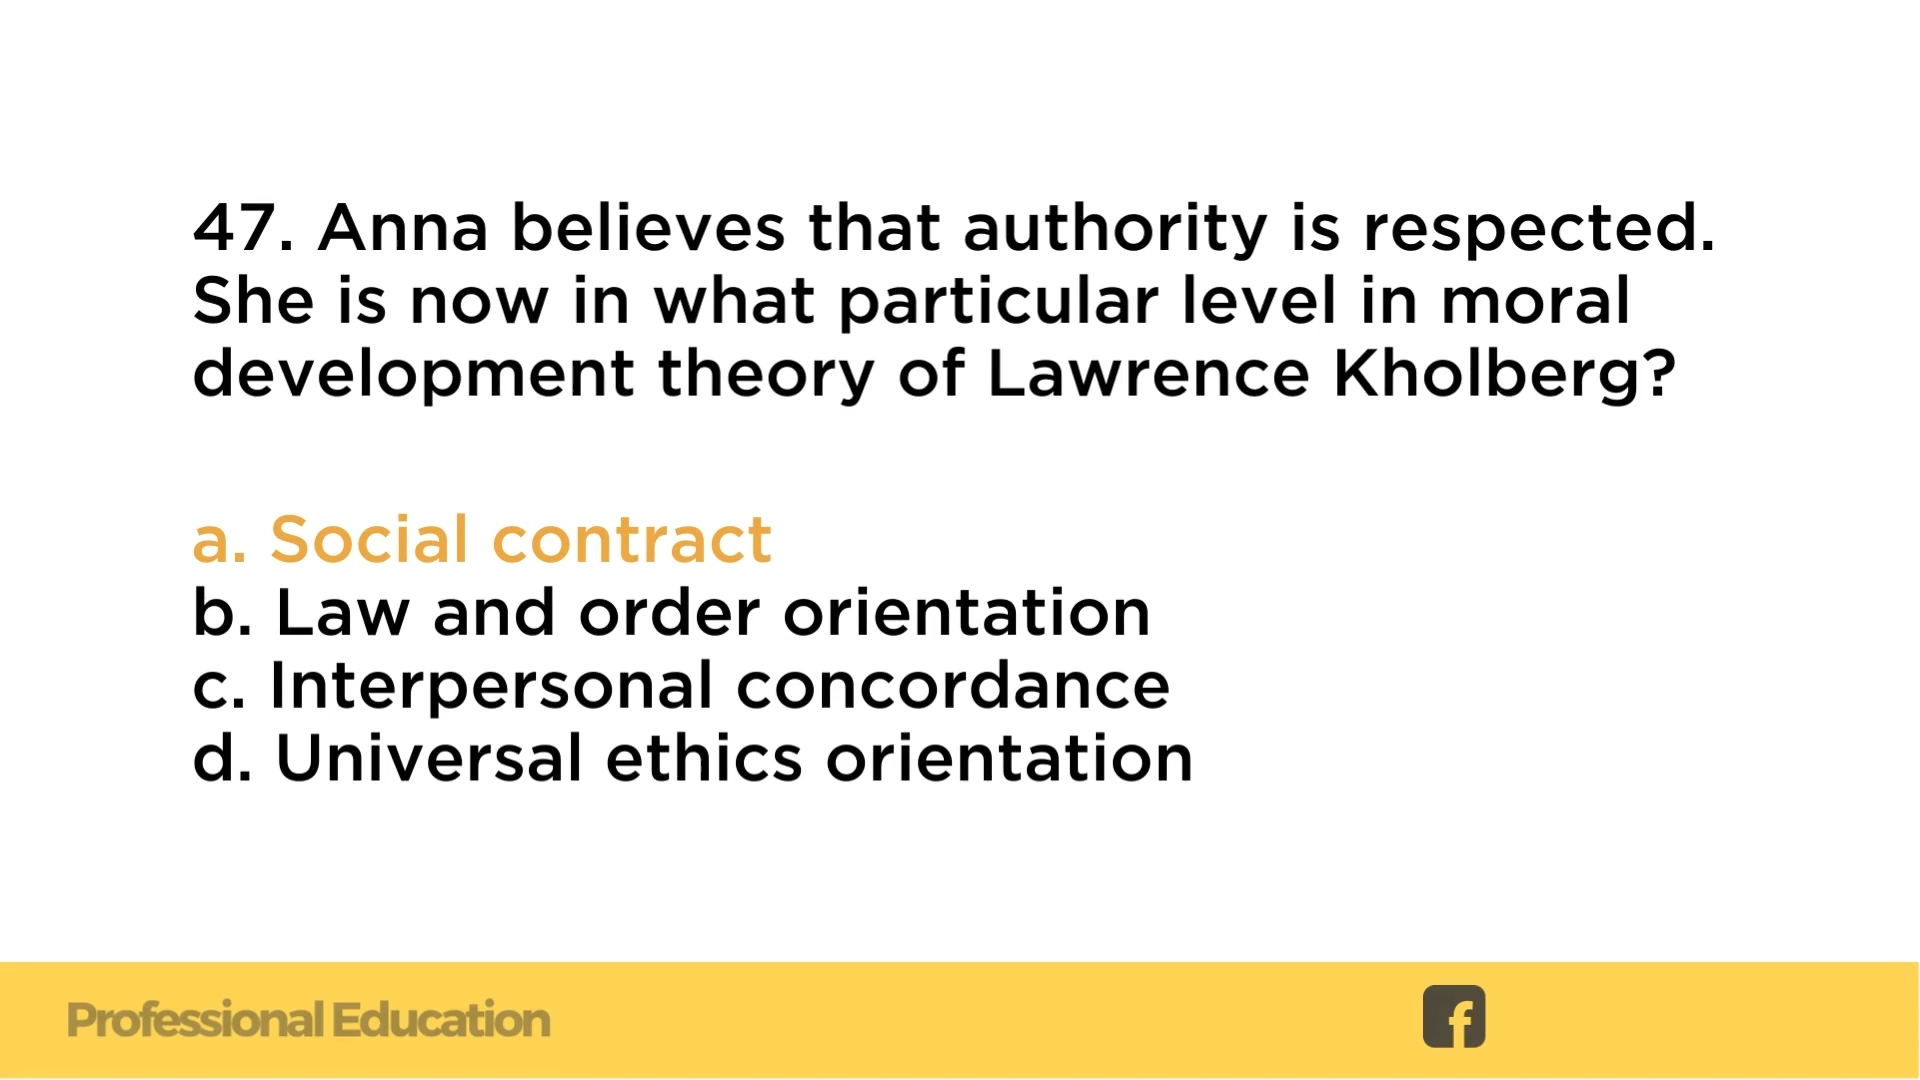 47. Anna believes that authority is respected.
She is now in what particular level in moral
development theory of Lawrence Kholberg?
a. Social contract
b. Law and order orientation
c. Interpersonal concordance
d. Universal ethics orientation
Professional Education